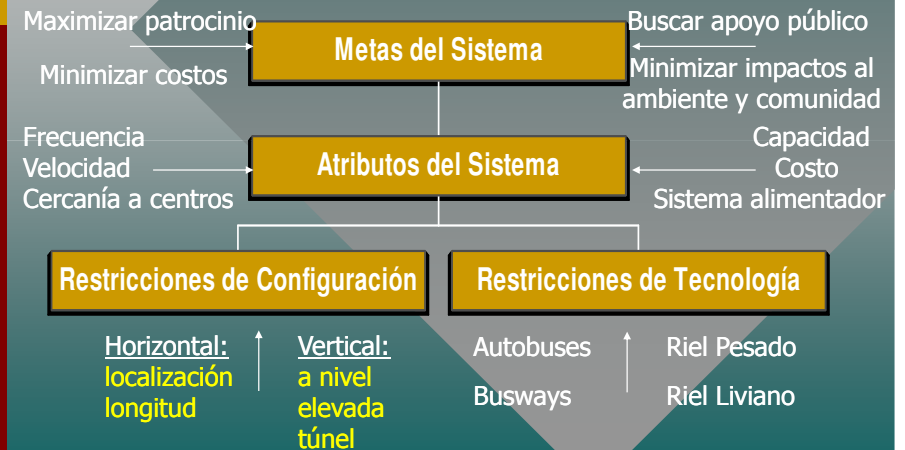 Maximizar patrocinio
Minimizar costos
Metas del Sistema
Buscar apoyo público
Minimizar impactos al
ambiente y comunidad
Frecuencia
Velocidad
Cercanía a centros
Atributos del Sistema
Capacidad
Costo
Sistema alimentador
Restricciones de Configuración
Restricciones de Tecnología
Horizontal:
localización
longitud
Vertical:
a nivel
elevada
túnel
Autobuses
Busways
Riel Pesado
Riel Liviano